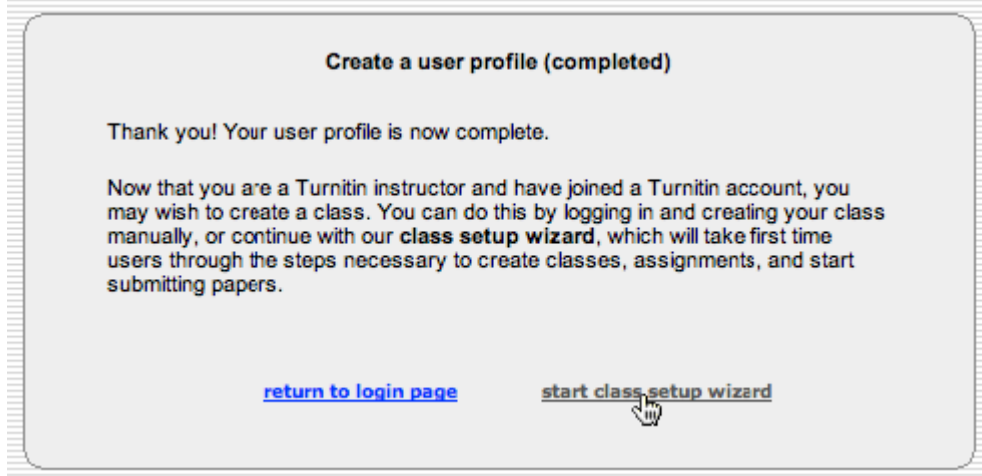 Create a user profile (completed)
Thank you! Your user profile is now complete.
Now that you are a Turnitin instructor and have joined a Turnitin account, you
may wish to create a class. You can do this by logging in and creating your class
manually, or continue with our class setup wizard, which will take first time
users through the steps necessary to create classes, assignments, and start
submitting papers.
return to login page start class setup wizard